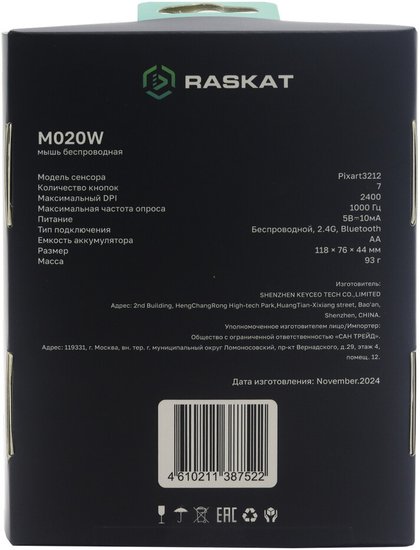 RASKAT
M020W
мышь беспроводная
Модель сенсора Pixart3212
Количество кнопок 7
Максимальный DPI 2400
Максимальная частота опроса 1000 Гц
Питание 5В⎓10мА
Тип подключения Беспроводной, 2.4G, Bluetooth
Емкость аккумулятора AA
Размер 118 × 76 × 44 мм
Масса 93 г
Изготовитель:
SHENZHEN KEYCEO TECH CO.,LIMITED
Адрес: 2nd Building, HengChangRong High-tech Park,HuangTian-Xixiang street, Bao'an,
Shenzhen, CHINA.
Уполномоченное изготовителем лицо/Импортер:
Общество с ограниченной ответственностью «САН ТРЕЙД».
Адрес: 119331, г. Москва, вн. тер. г. муниципальный округ Ломоносовский, пр-кт Вернадского, д.29, этаж 4,
помещ. 12.
Дата изготовления: November.2024
4 610211 387522
EAC